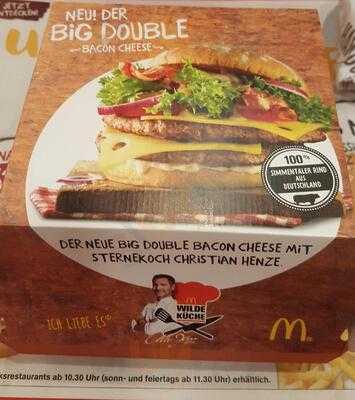 JETZT
ENTDECKEN!
NEU! DER
BIG DOUBLE
BACON CHEESE
100%
SIMMENTALER RIND
AUS
DEUTSCHLAND
DER NEUE BIG DOUBLE BACON CHEESE MIT
STERNEKOCH CHRISTIAN HENZE.
ICH LIEBE ES®
WILDE
KÜCHE
ksrestaurants ab 10.30 Uhr (sonn- und feiertags ab 11.30 Uhr) erhältlich.